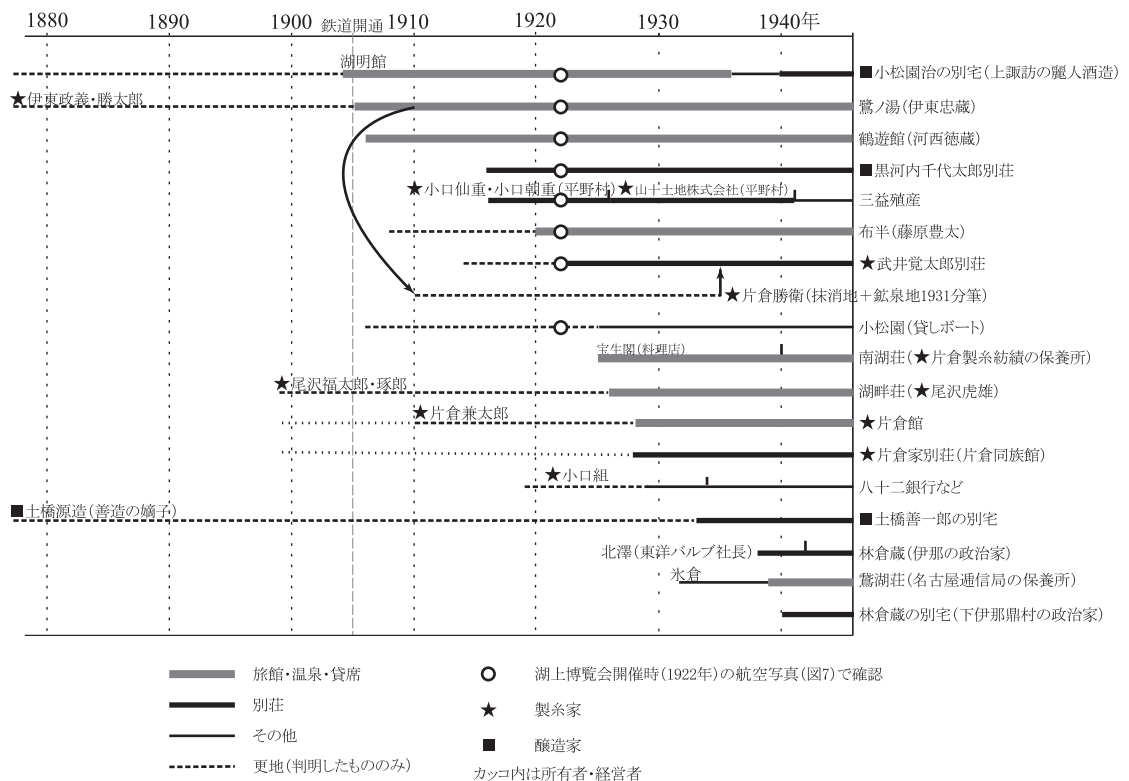 1880 1890 1900 鉄道開通 1910 1920 1930 1940年
湖明館
■小松園治の別宅(上諏訪の麗人酒造)
★伊東政義・勝太郎
鷺ノ湯(伊東忠蔵)
鶴遊館(河西徳蔵)
■黒河内千代太郎別荘
★小口仙重・小口朝重(平野村) ★山十土地株式会社(平野村)
三益殖産
布半(藤原豊太)
★武井覚太郎別荘
★片倉勝衛(抹消地+鉱泉地1931分筆)
小松園(貸しボート)
宝生閣(料理店)
南湖荘(★片倉製糸紡績の保養所)
★尾沢福太郎・琢郎
湖畔荘(★尾沢虎雄)
★片倉兼太郎
★片倉館
★片倉家別荘(片倉同族館)
★小口組
八十二銀行など
■土橋源造(善造の嫡子)
■土橋善一郎の別宅
北澤(東洋バルブ社長)
林倉蔵(伊那の政治家)
氷倉
鷲湖荘(名古屋逓信局の保養所)
林倉蔵の別宅(下伊那鼎村の政治家)
旅館・温泉・貸席
別荘
その他
更地(判明したもののみ)
湖上博覧会開催時(1922年)の航空写真(図7)で確認
★ 製糸家
■ 醸造家
カッコ内は所有者・経営者